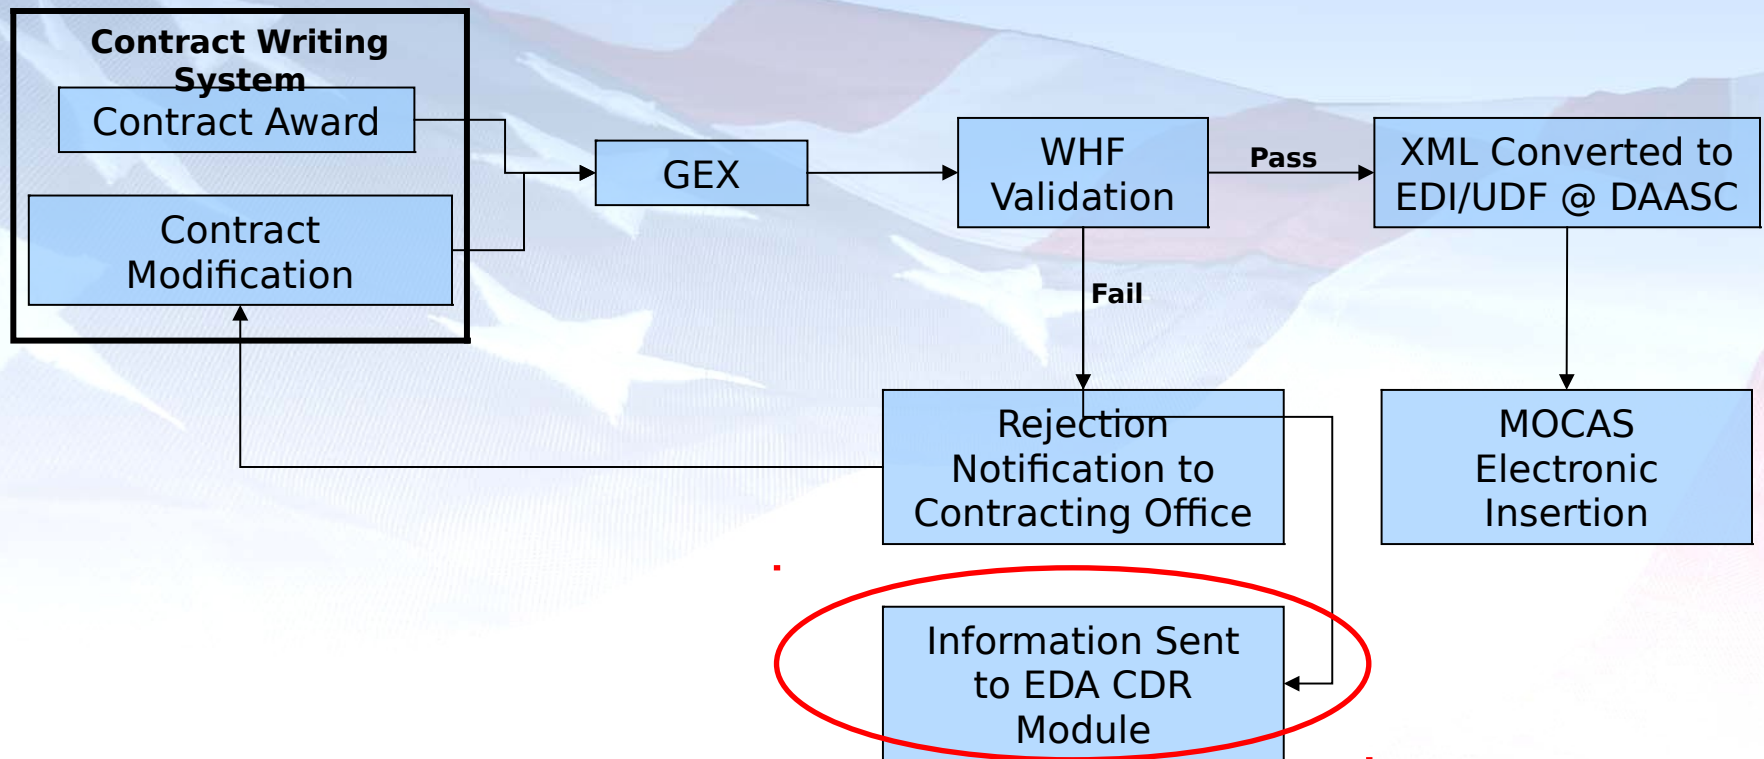 Contract Writing
System
Contract Award
Contract
Modification
GEX
WHF
Validation
Pass
XML Converted to
EDI/UDF @ DAASC
Fail
Rejection
Notification to
Contracting Office
MOCAS
Electronic
Insertion
Information Sent
to EDA CDR
Module